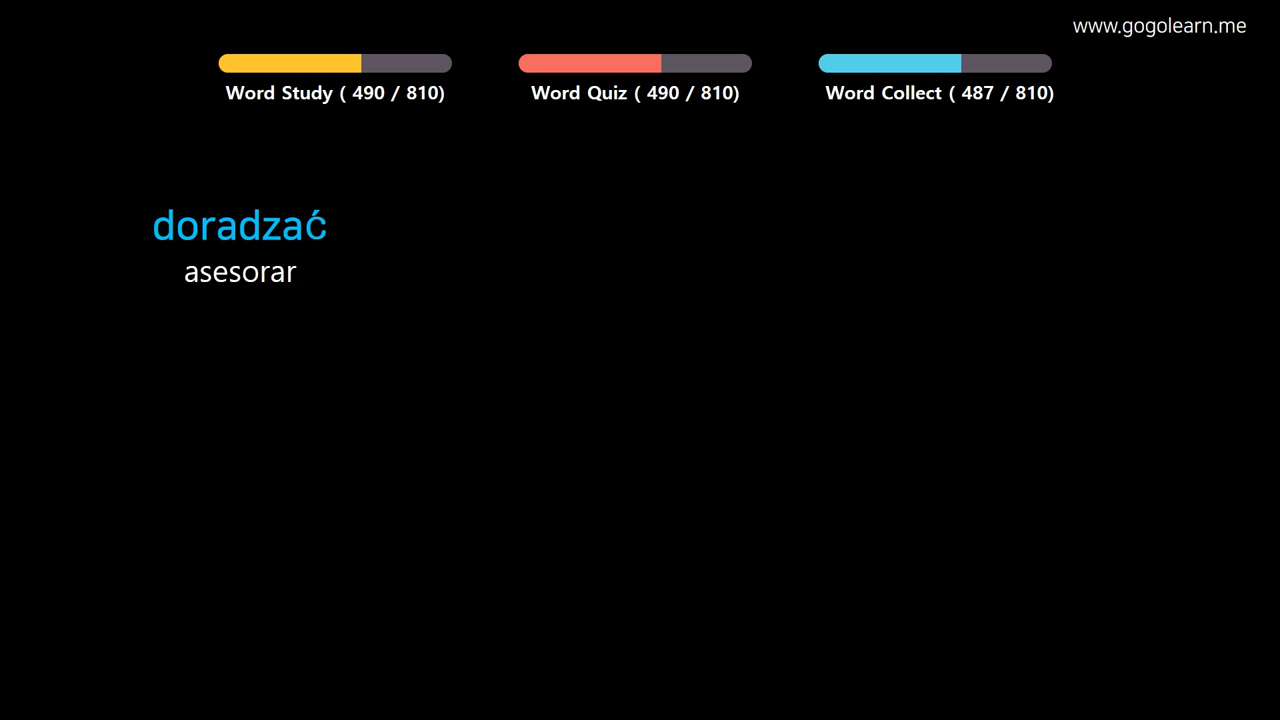 www.gogolearn.me
Word Study ( 490 / 810)
Word Quiz ( 490 / 810)
Word Collect ( 487 / 810)
doradzać
asesorar